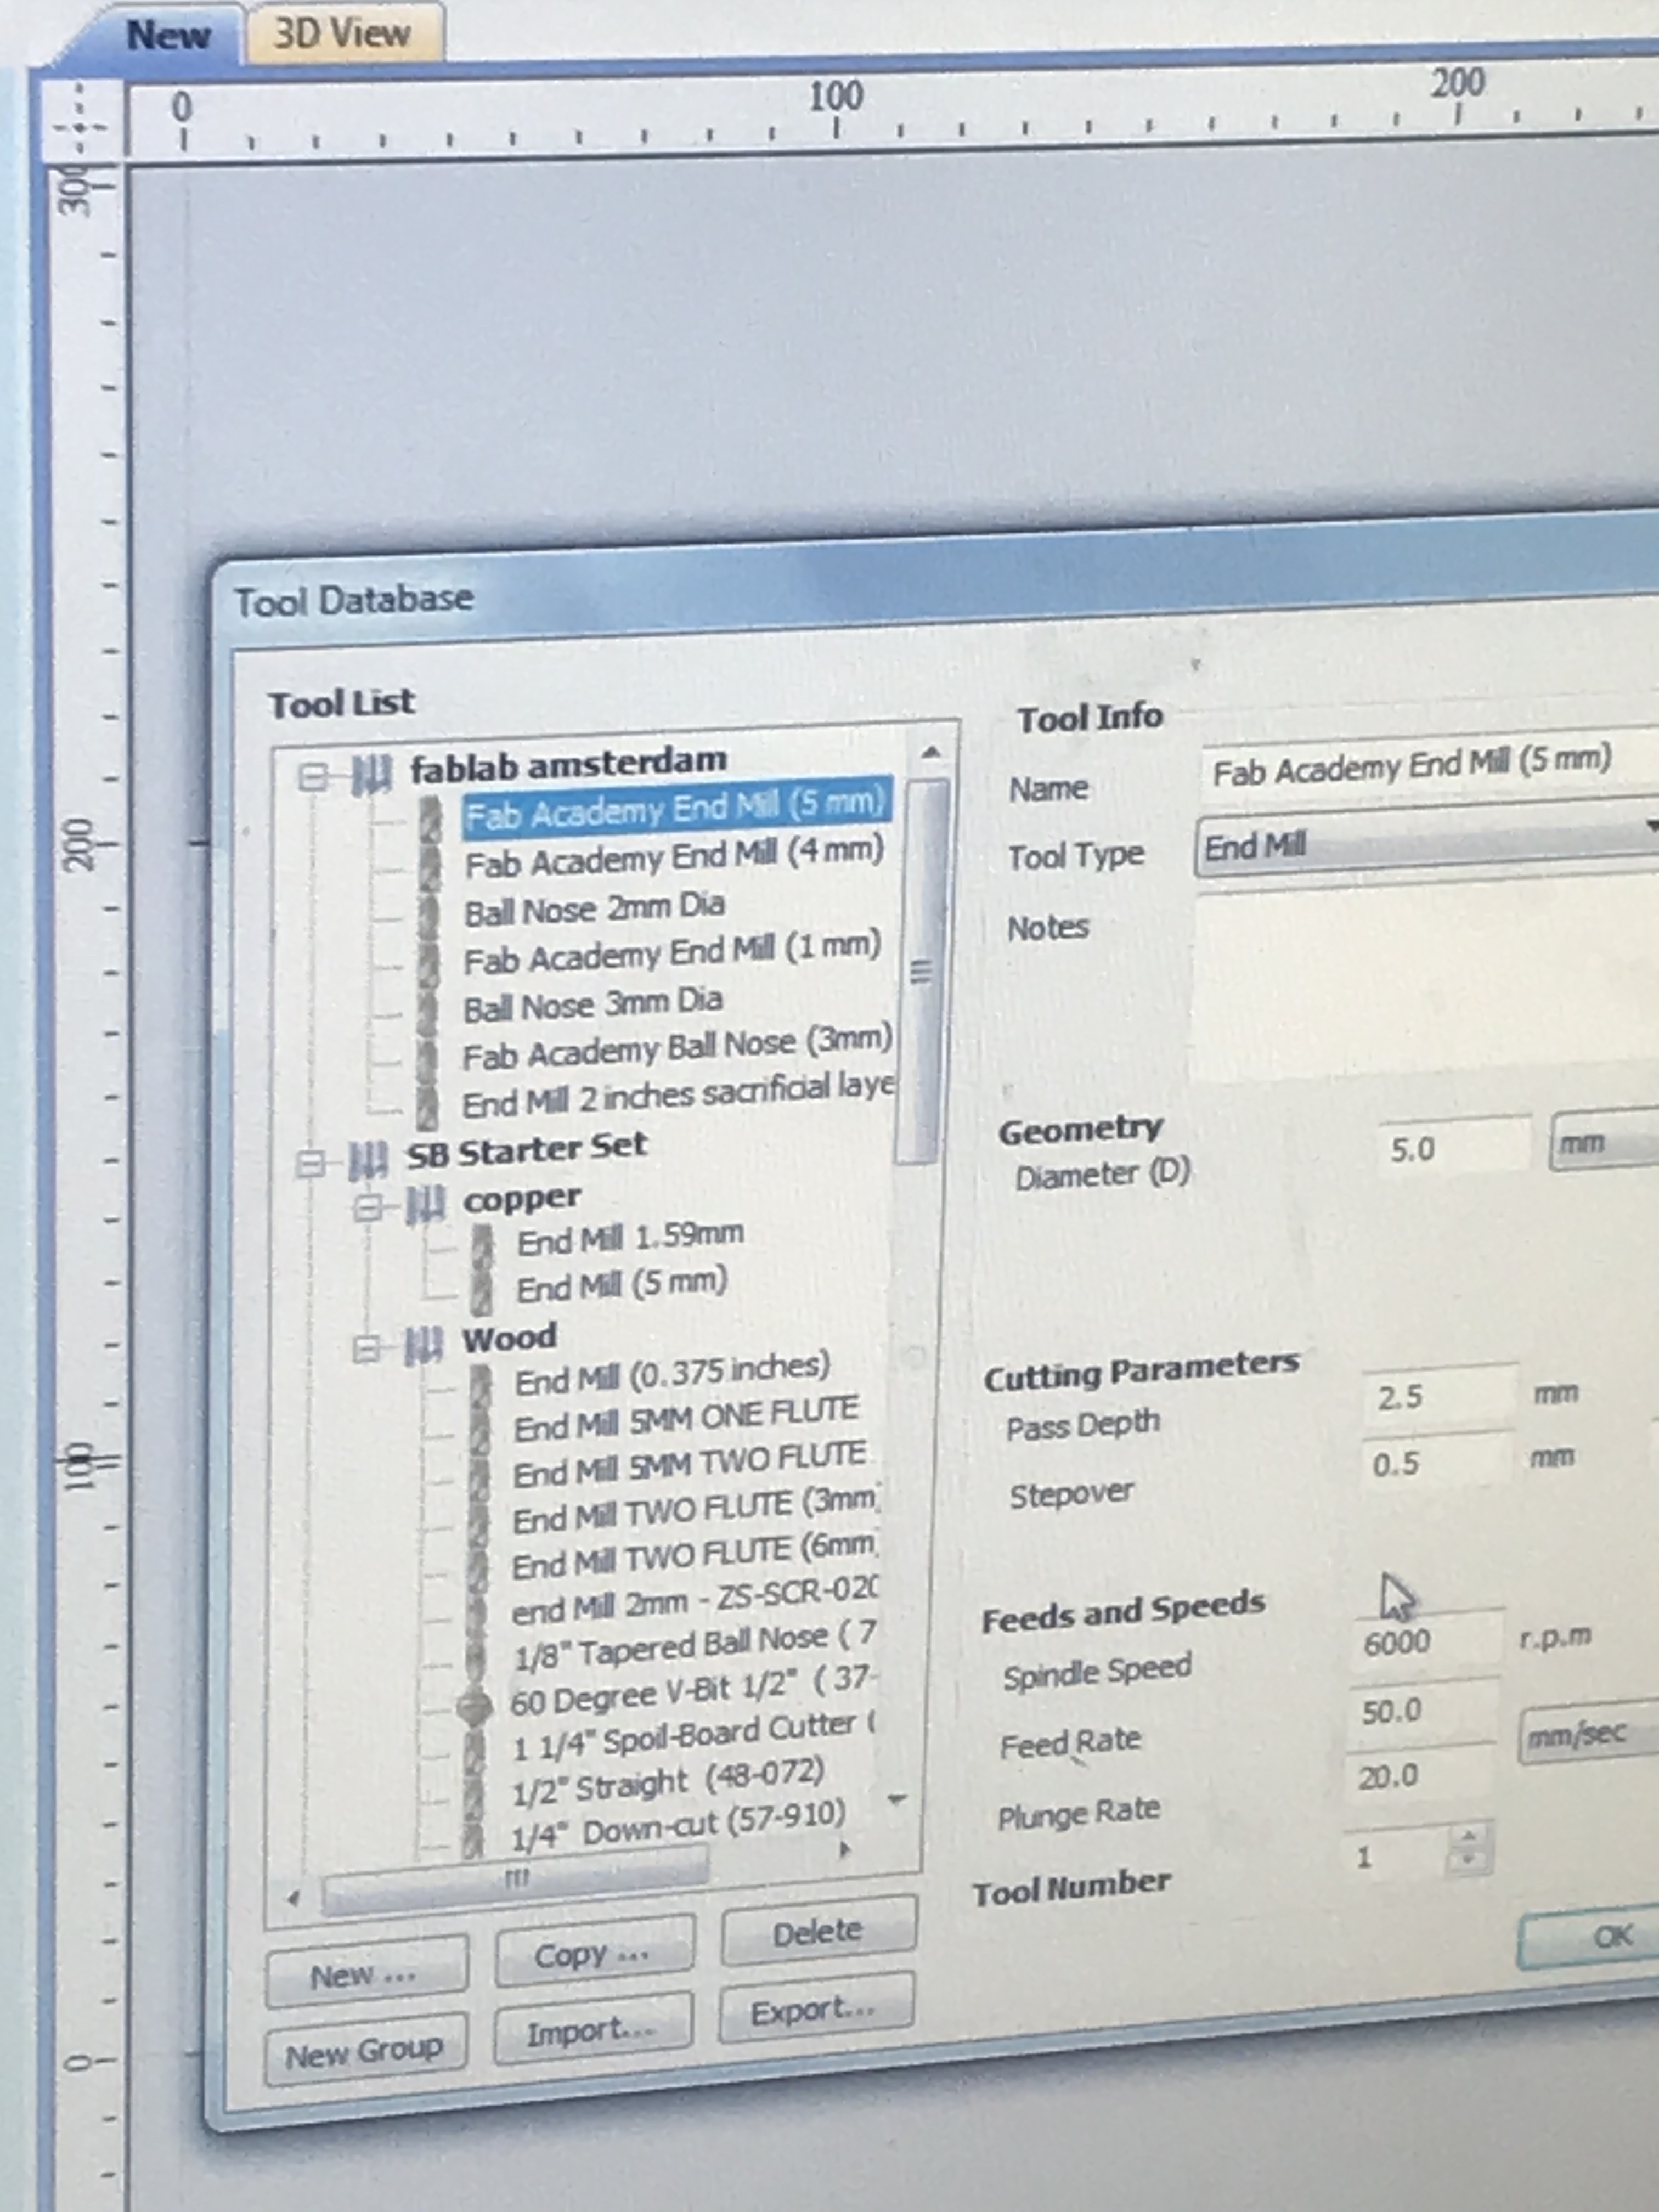 New 3D View
0 100 200
300
200
100
0
Tool Database
Tool List
fablab amsterdam
Fab Academy End Mill (5 mm)
Fab Academy End Mill (4 mm)
Ball Nose 2mm Dia
Fab Academy End Mill (1 mm)
Ball Nose 3mm Dia
Fab Academy Ball Nose (3mm)
End Mill 2 inches sacrificial laye
SB Starter Set
copper
End Mill 1.59mm
End Mill (5 mm)
Wood
End Mill (0.375 inches)
End Mill 5MM ONE FLUTE
End Mill 5MM TWO FLUTE
End Mill TWO FLUTE (3mm)
End Mill TWO FLUTE (6mm)
end Mill 2mm - ZS-SCR-020
1/8" Tapered Ball Nose ( 7
60 Degree V-Bit 1/2" ( 37-
1 1/4" Spoil-Board Cutter (
1/2" Straight (48-072)
1/4" Down-cut (57-910)
New ... Copy ... Delete
New Group Import... Export...
Tool Info
Name Fab Academy End Mill (5 mm)
Tool Type End Mill
Notes
Geometry
Diameter (D) 5.0 mm
Cutting Parameters
Pass Depth 2.5 mm
Stepover 0.5 mm
Feeds and Speeds
Spindle Speed 6000 r.p.m
Feed Rate 50.0 mm/sec
Plunge Rate 20.0
Tool Number 1
OK